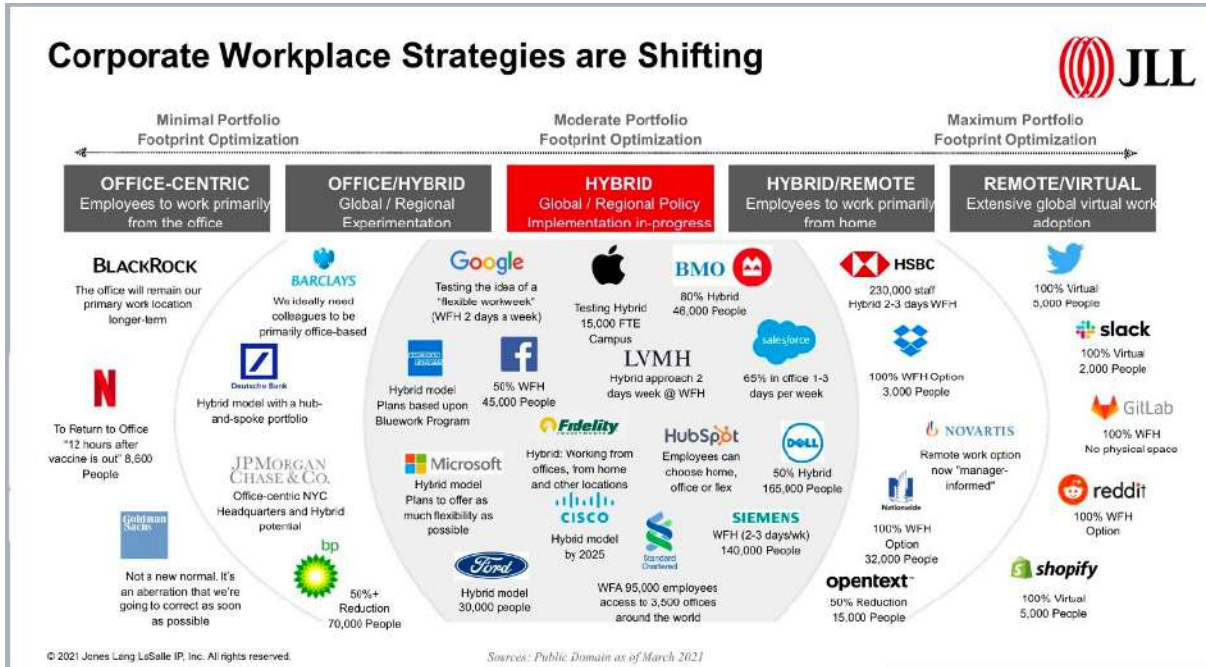 Corporate Workplace Strategies are Shifting
JLL
Minimal Portfolio
Footprint Optimization
Moderate Portfolio
Footprint Optimization
Maximum Portfolio
Footprint Optimization
OFFICE-CENTRIC
Employees to work primarily
from the office
OFFICE/HYBRID
Global / Regional
Experimentation
HYBRID
Global / Regional Policy
Implementation in-progress
HYBRID/REMOTE
Employees to work primarily
from home
REMOTE/VIRTUAL
Extensive global virtual work
adoption
BLACKROCK
The office will remain our
primary work location
longer-term
N
To Return to Office
"12 hours after
vaccine is out" 8,600
People
Goldman
Sachs
Not a new normal. It's
an aberration that we're
going to correct as soon
as possible
BARCLAYS
We ideally need
colleagues to be
primarily office-based
Deutsche Bank
Hybrid model with a hub-
and-spoke portfolio
JPMORGAN
CHASE & CO.
Office-centric NYC
Headquarters and Hybrid
potential
bp
50%+
Reduction
70,000 People
Google
Testing the idea of a
"flexible workweek"
(WFH 2 days a week)
Testing Hybrid
15,000 FTE
Campus
BMO
80% Hybrid
46,000 People
AMERICAN
EXPRESS
Hybrid model
Plans based upon
Bluework Program
f
50% WFH
45,000 People
LVMH
Hybrid approach 2
days week @ WFH
salesforce
65% in office 1-3
days per week
Microsoft
Hybrid model
Plans to offer as
much flexibility as
possible
Fidelity
INVESTMENTS
Hybrid: Working from
offices, from home
and other locations
HubSpot
Employees can
choose home,
office or flex
DELL
50% Hybrid
165,000 People
CISCO
Hybrid model
by 2025
Ford
Hybrid model
30,000 people
Standard
Chartered
WFA 95,000 employees
access to 3,500 offices
around the world
SIEMENS
WFH (2-3 days/wk)
140,000 People
HSBC
230,000 staff
Hybrid 2-3 days WFH
100% WFH Option
3,000 People
NOVARTIS
Remote work option
now "manager-
informed"
Nationwide
100% WFH
Option
32,000 People
opentext™
50% Reduction
15,000 People
100% Virtual
5,000 People
slack
100% Virtual
2,000 People
GitLab
100% WFH
No physical space
reddit
100% WFH
Option
shopify
100% Virtual
5,000 People
© 2021 Jones Lang LaSalle IP, Inc. All rights reserved.
Sources: Public Domain as of March 2021